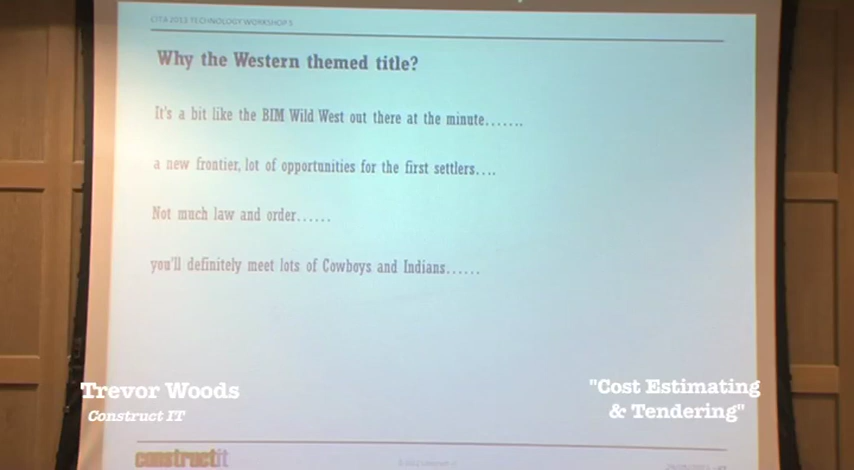 CITA 2013 TECHNOLOGY WORKSHOP 5
Why the Western themed title?
It's a bit like the BIM Wild West out there at the minute.......
a new frontier, lot of opportunities for the first settlers....
Not much law and order......
you'll definitely meet lots of Cowboys and Indians......
Trevor Woods
Construct IT
"Cost Estimating
& Tendering"
constructit